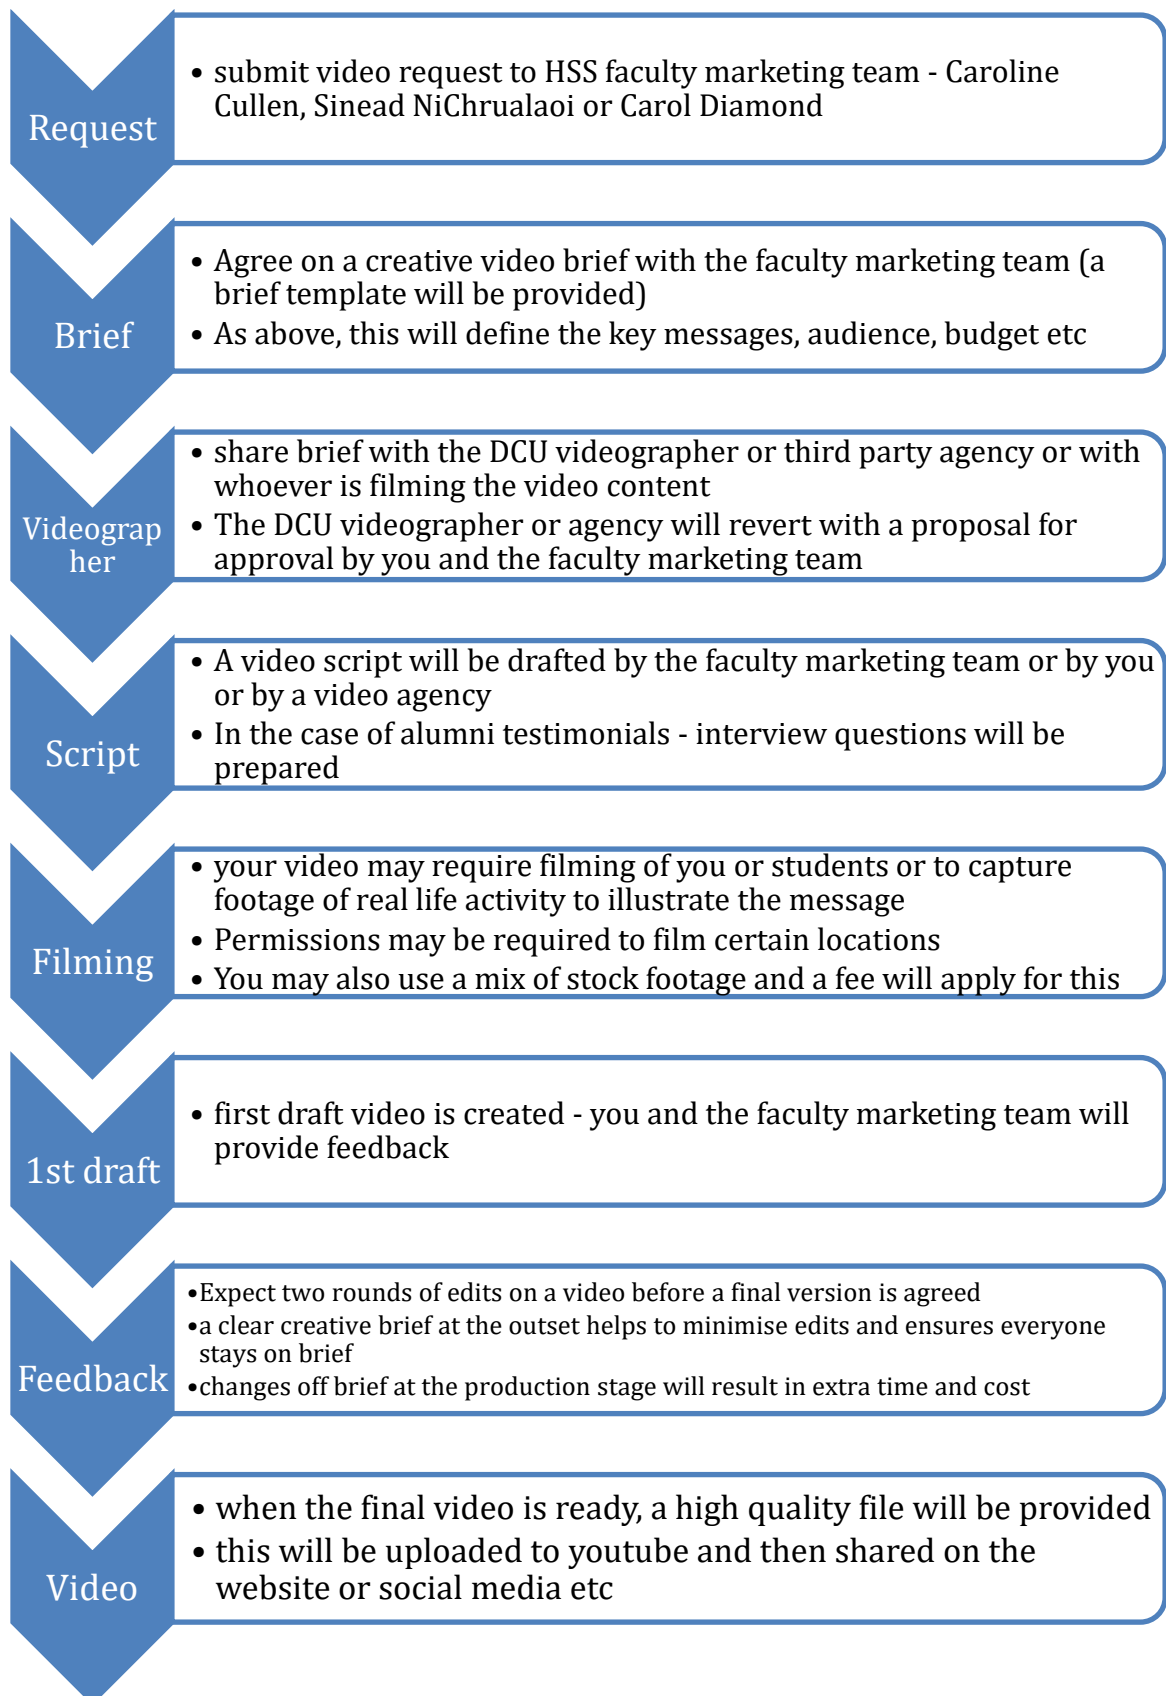 Request
• submit video request to HSS faculty marketing team - Caroline
Cullen, Sinead NiChrualaoi or Carol Diamond
Brief
• Agree on a creative video brief with the faculty marketing team (a
brief template will be provided)
• As above, this will define the key messages, audience, budget etc
Videograp
her
• share brief with the DCU videographer or third party agency or with
whoever is filming the video content
• The DCU videographer or agency will revert with a proposal for
approval by you and the faculty marketing team
Script
• A video script will be drafted by the faculty marketing team or by you
or by a video agency
• In the case of alumni testimonials - interview questions will be
prepared
Filming
• your video may require filming of you or students or to capture
footage of real life activity to illustrate the message
• Permissions may be required to film certain locations
• You may also use a mix of stock footage and a fee will apply for this
1st draft
• first draft video is created - you and the faculty marketing team will
provide feedback
Feedback
•Expect two rounds of edits on a video before a final version is agreed
•a clear creative brief at the outset helps to minimise edits and ensures everyone
stays on brief
•changes off brief at the production stage will result in extra time and cost
Video
• when the final video is ready, a high quality file will be provided
• this will be uploaded to youtube and then shared on the
website or social media etc